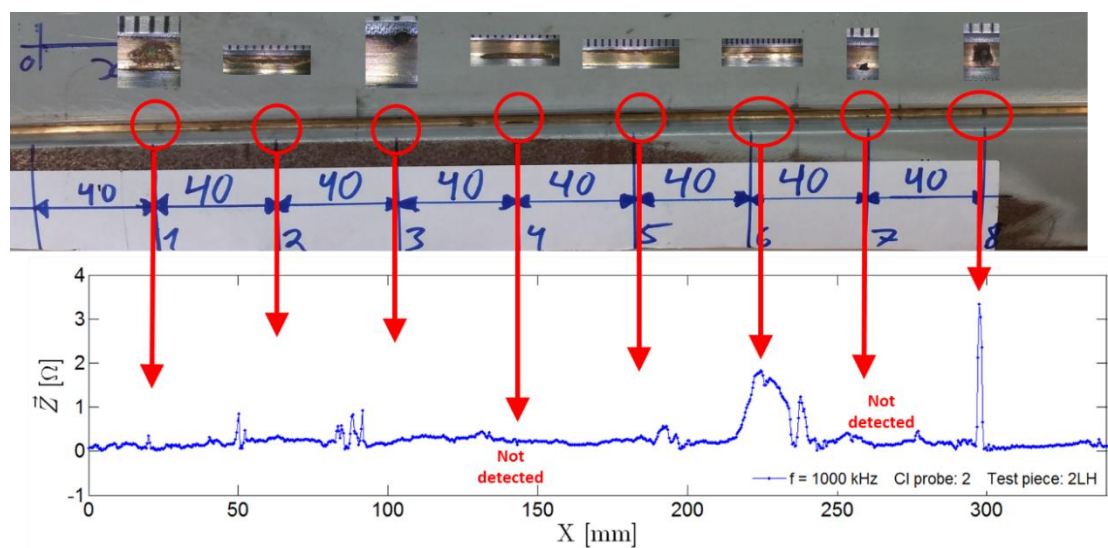 0
x
40 40 40 40 40 40 40 40
1 2 3 4 5 6 7 8
4
3
2
1
0
-1
Z [Ω]
Not
detected
Not
detected
f = 1000 kHz CI probe: 2 Test piece: 2LH
0 50 100 150 200 250 300
X [mm]